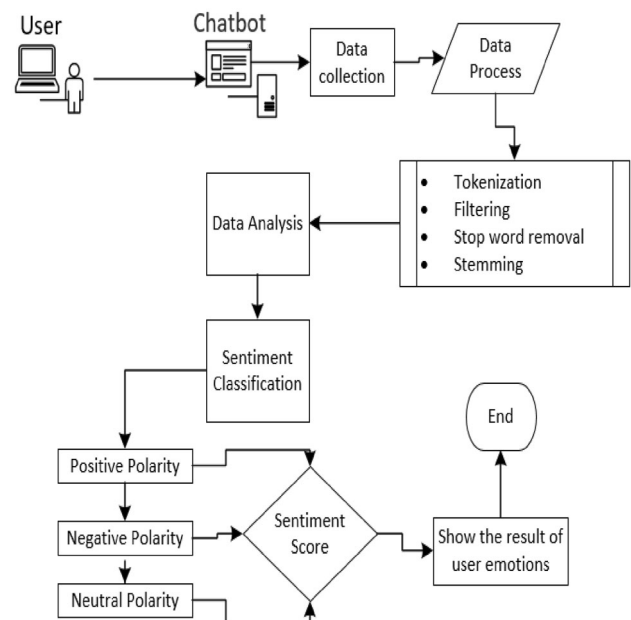 User
Chatbot
Data
collection
Data
Process
• Tokenization
• Filtering
• Stop word removal
• Stemming
Data Analysis
Sentiment
Classification
Positive Polarity
Negative Polarity
Neutral Polarity
Sentiment
Score
Show the result of
user emotions
End